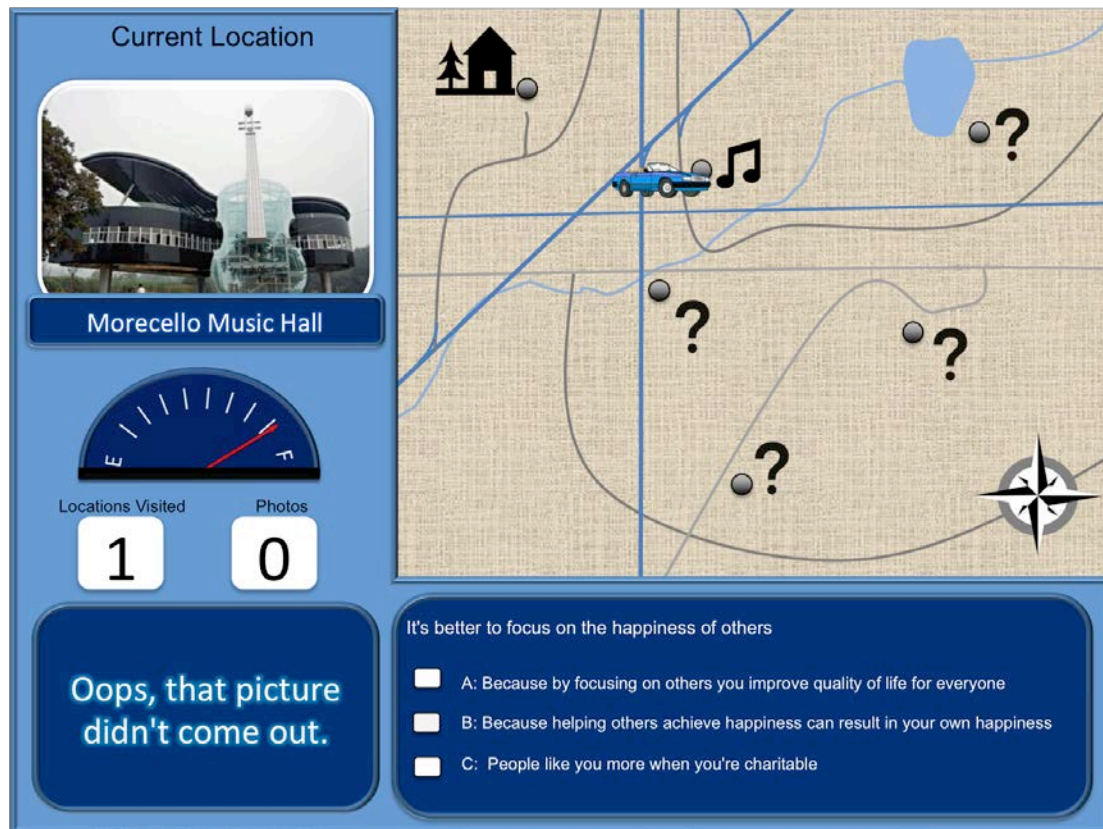 Current Location
Morecello Music Hall
E
F
Locations Visited
Photos
1
0
Oops, that picture
didn't come out.
?
?
?
?
It's better to focus on the happiness of others
A: Because by focusing on others you improve quality of life for everyone
B: Because helping others achieve happiness can result in your own happiness
C: People like you more when you're charitable